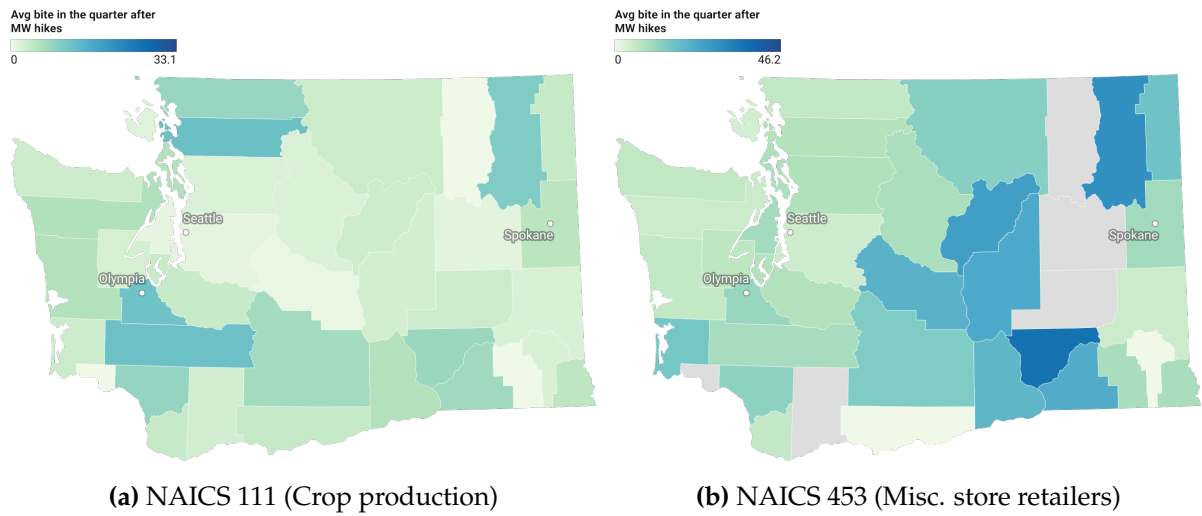 Avg bite in the quarter after
MW hikes
0 33.1
Seattle
Spokane
Olympia
(a) NAICS 111 (Crop production)
Avg bite in the quarter after
MW hikes
0 46.2
Seattle
Spokane
Olympia
(b) NAICS 453 (Misc. store retailers)